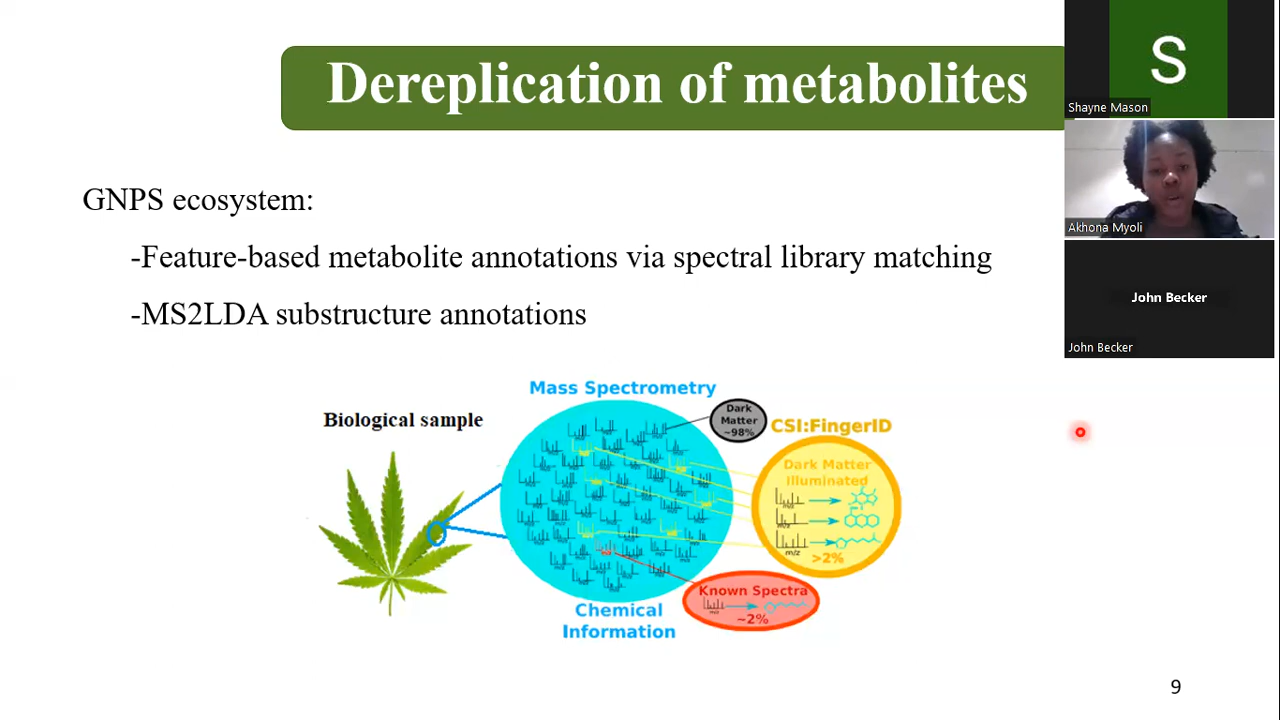 Dereplication of metabolites
S
Shayne Mason
Akhona Myoli
John Becker
John Becker
GNPS ecosystem:
-Feature-based metabolite annotations via spectral library matching
-MS2LDA substructure annotations
Mass Spectrometry
Biological sample
Dark
Matter
~98%
CSI:FingerID
Dark Matter
Illuminated
m/z
m/z
m/z
>2%
Known Spectra
m/z
~2%
Chemical
Information
9